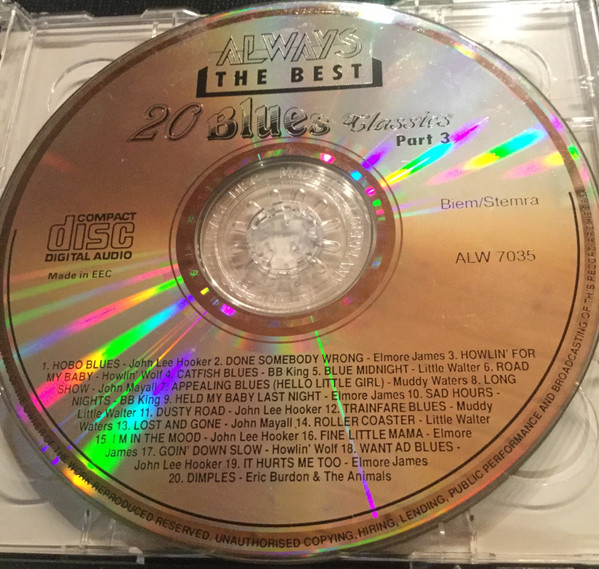 ALWAYS
THE BEST
20 Blues Classics
Part 3
COMPACT
disc
DIGITAL AUDIO
Made in EEC
Biem/Stemra
ALW 7035
1. HOBO BLUES - John Lee Hooker 2. DONE SOMEBODY WRONG - Elmore James 3. HOWLIN' FOR
MY BABY - Howlin' Wolf 4. CATFISH BLUES - BB King 5. BLUE MIDNIGHT - Little Walter 6. ROAD
SHOW - John Mayall 7. APPEALING BLUES (HELLO LITTLE GIRL) - Muddy Waters 8. LONG
NIGHTS - BB King 9. HELD MY BABY LAST NIGHT - Elmore James 10. SAD HOURS -
Little Walter 11. DUSTY ROAD - John Lee Hooker 12. TRAINFARE BLUES - Muddy
Waters 13. LOST AND GONE - John Mayall 14. ROLLER COASTER - Little Walter
15. I'M IN THE MOOD - John Lee Hooker 16. FINE LITTLE MAMA - Elmore
James 17. GOIN' DOWN SLOW - Howlin' Wolf 18. WANT AD BLUES -
John Lee Hooker 19. IT HURTS ME TOO - Elmore James
20. DIMPLES - Eric Burdon & The Animals
OF THE WORK REPRODUCED RESERVED. UNAUTHORISED COPYING, HIRING, LENDING, PUBLIC PERFORMANCE AND BROADCASTING OF THIS RECORD